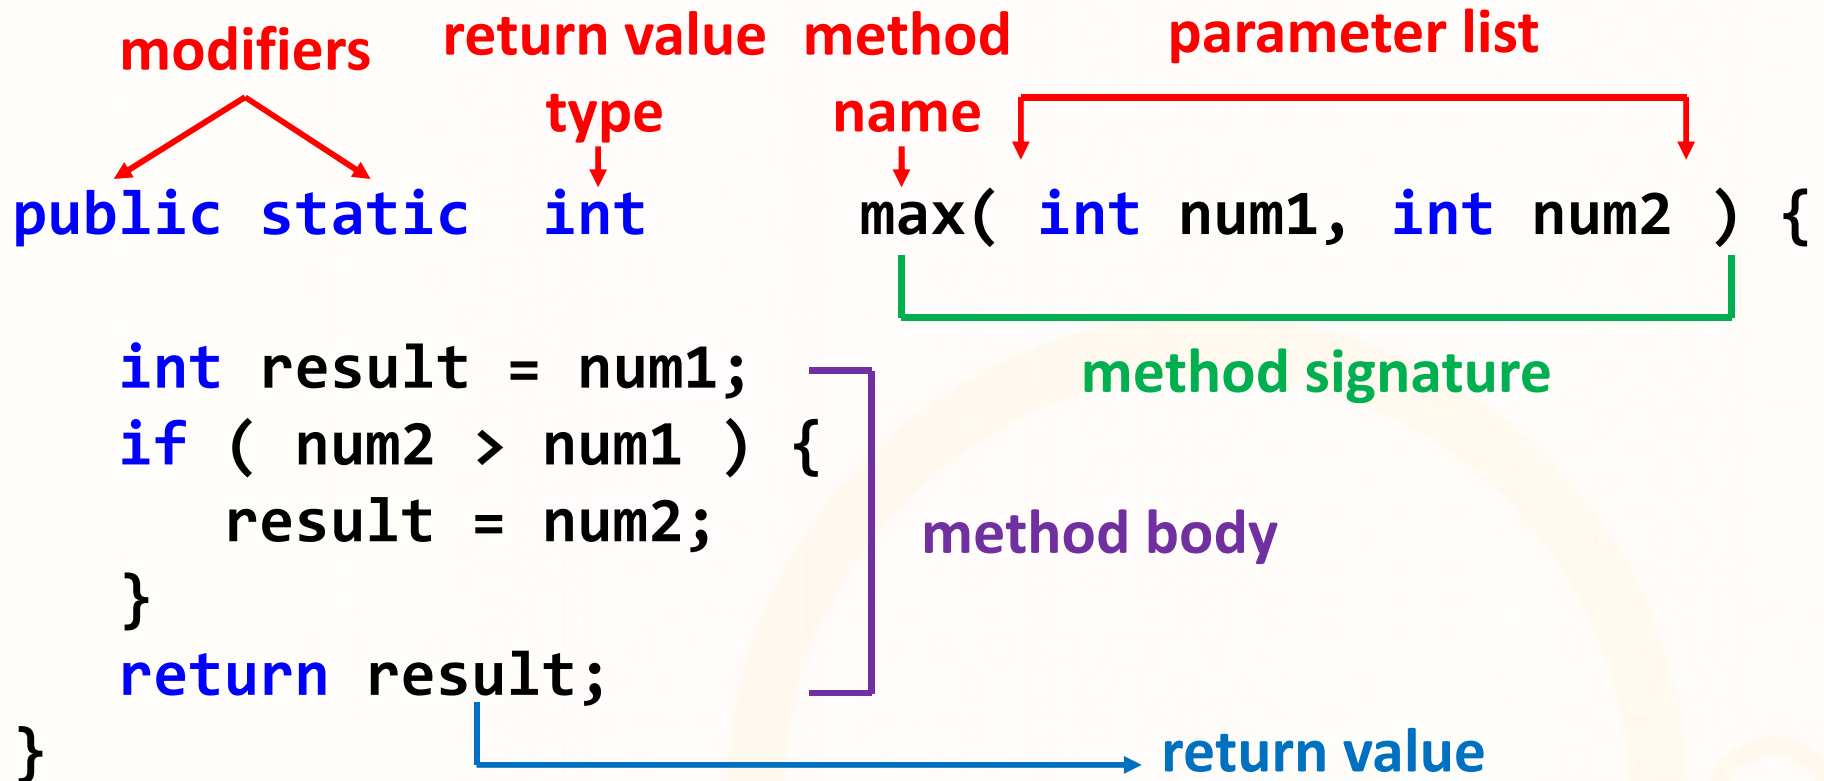 modifiers
return value type
method name
parameter list
public static int max( int num1, int num2 ) {
method signature
int result = num1;
if ( num2 > num1 ) {
result = num2;
}
method body
return result;
}
return value